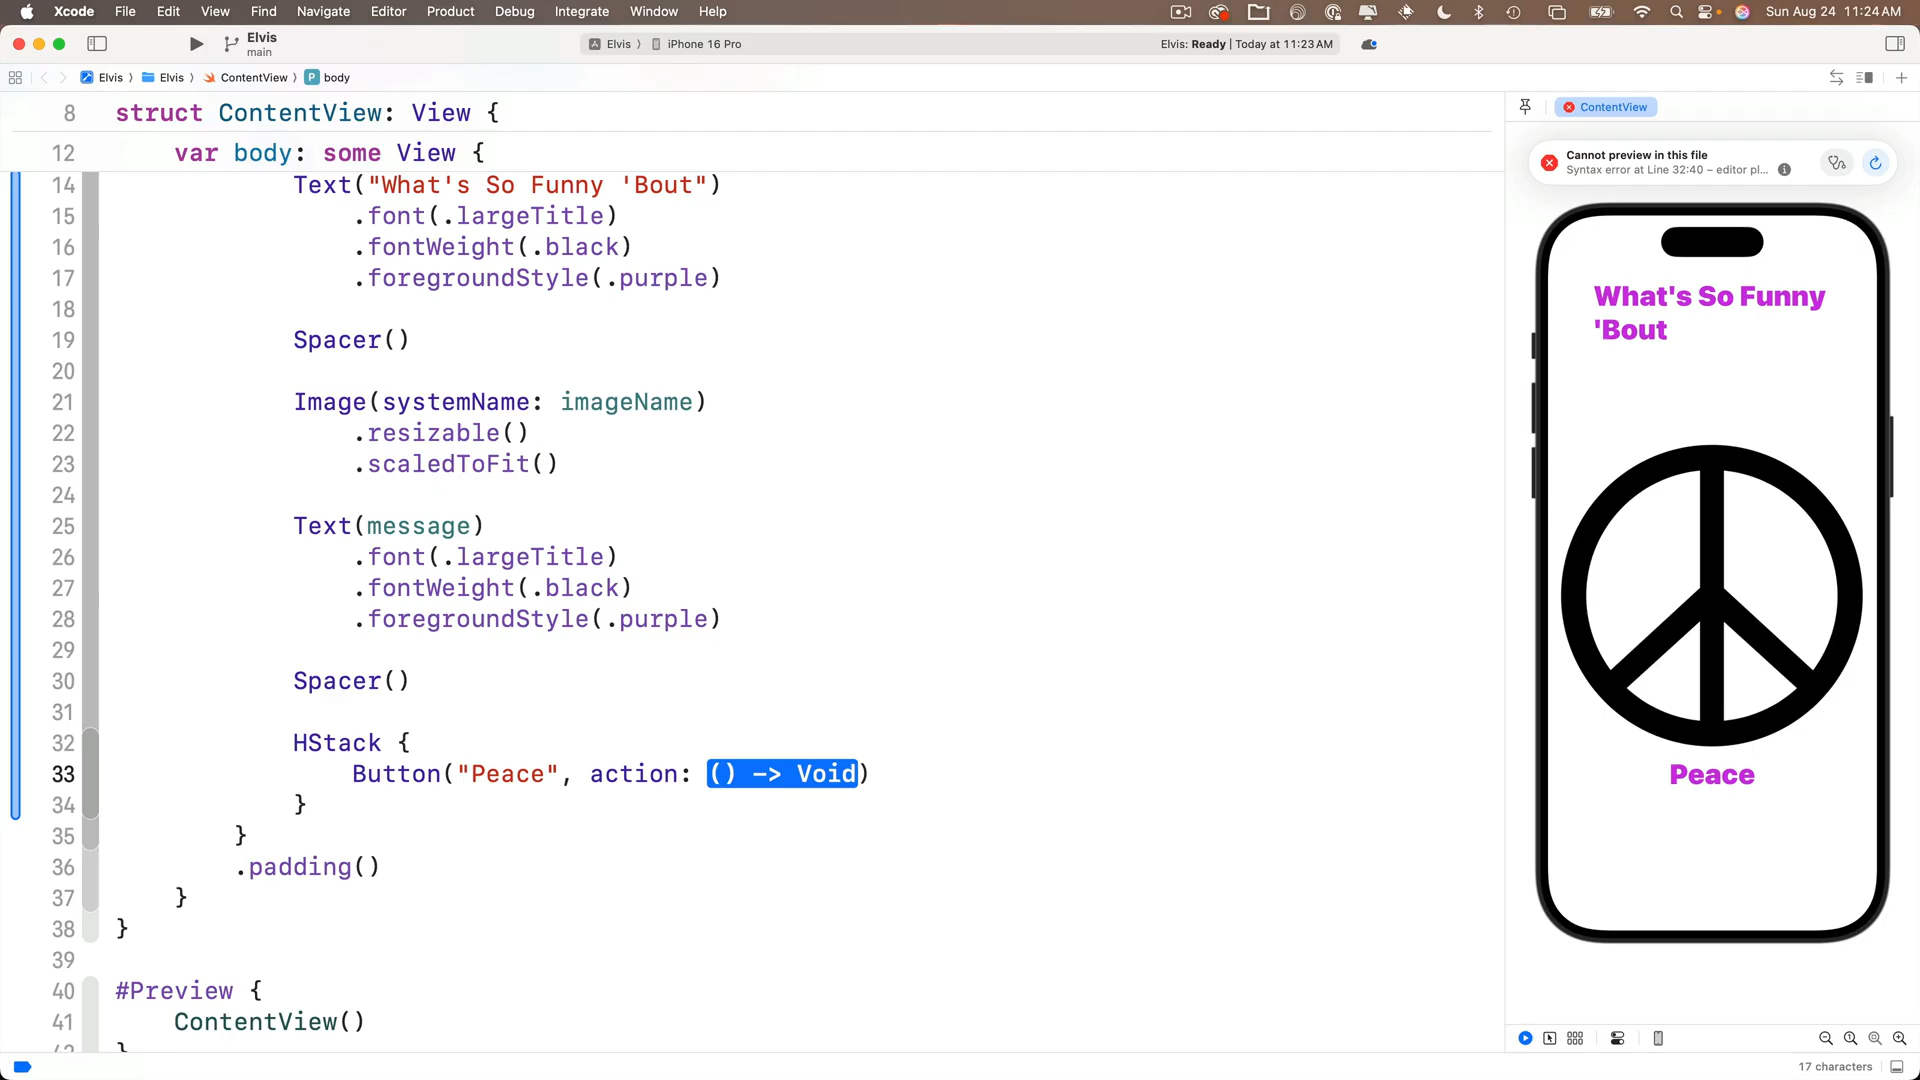 Xcode File Edit View Find Navigate Editor Product Debug Integrate Window Help Sun Aug 24 11:24 AM
Elvis
main
Elvis iPhone 16 Pro Elvis: Ready | Today at 11:23 AM
Elvis Elvis ContentView P body
8 struct ContentView: View {
12 var body: some View {
14 Text("What's So Funny 'Bout")
15 .font(.largeTitle)
16 .fontWeight(.black)
17 .foregroundStyle(.purple)
18
19 Spacer()
20
21 Image(systemName: imageName)
22 .resizable()
23 .scaledToFit()
24
25 Text(message)
26 .font(.largeTitle)
27 .fontWeight(.black)
28 .foregroundStyle(.purple)
29
30 Spacer()
31
32 HStack {
33 Button("Peace", action: () -> Void)
34 }
35 }
36 .padding()
37 }
38 }
39
40 #Preview {
41 ContentView()
42 }
ContentView
Cannot preview in this file
Syntax error at Line 32:40 – editor pl...
What's So Funny
'Bout
Peace
17 characters